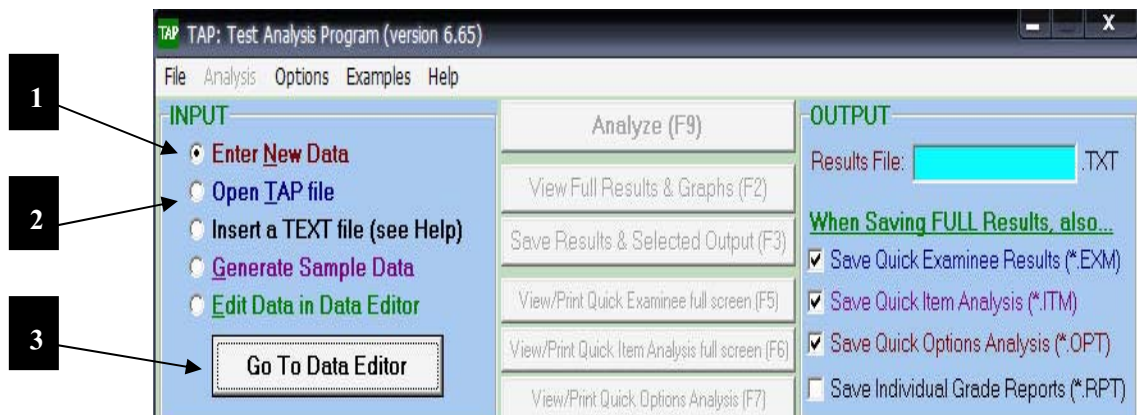 TAP TAP: Test Analysis Program (version 6.65) X
File Analysis Options Examples Help
1
2
3
INPUT
Enter New Data
Open TAP file
Insert a TEXT file (see Help)
Generate Sample Data
Edit Data in Data Editor
Go To Data Editor
Analyze (F9)
View Full Results & Graphs (F2)
Save Results & Selected Output (F3)
View/Print Quick Examinee full screen (F5)
View/Print Quick Item Analysis full screen (F6)
View/Print Quick Options Analysis (F7)
OUTPUT
Results File: .TXT
When Saving FULL Results, also...
Save Quick Examinee Results (*.EXM)
Save Quick Item Analysis (*.ITM)
Save Quick Options Analysis (*.OPT)
Save Individual Grade Reports (*.RPT)